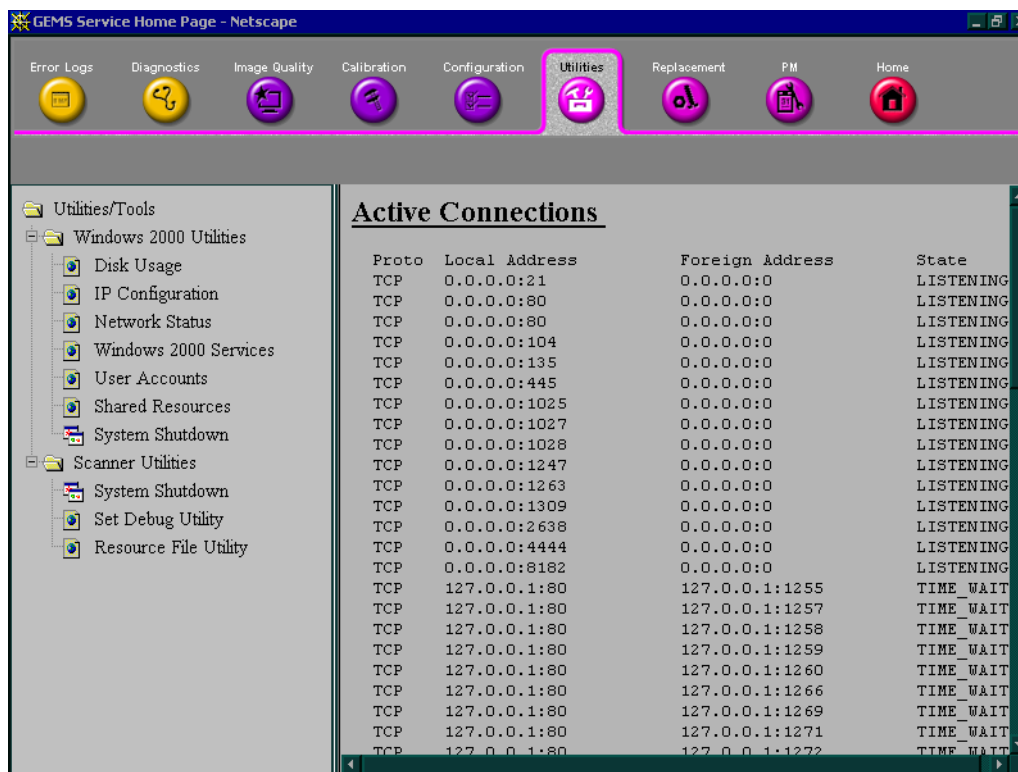 GEMS Service Home Page - Netscape
Error Logs Diagnostics Image Quality Calibration Configuration Utilities Replacement PM Home
Utilities/Tools
Windows 2000 Utilities
Disk Usage
IP Configuration
Network Status
Windows 2000 Services
User Accounts
Shared Resources
System Shutdown
Scanner Utilities
System Shutdown
Set Debug Utility
Resource File Utility
Active Connections
Proto Local Address Foreign Address State
TCP 0.0.0.0:21 0.0.0.0:0 LISTENING
TCP 0.0.0.0:80 0.0.0.0:0 LISTENING
TCP 0.0.0.0:80 0.0.0.0:0 LISTENING
TCP 0.0.0.0:104 0.0.0.0:0 LISTENING
TCP 0.0.0.0:135 0.0.0.0:0 LISTENING
TCP 0.0.0.0:445 0.0.0.0:0 LISTENING
TCP 0.0.0.0:1025 0.0.0.0:0 LISTENING
TCP 0.0.0.0:1027 0.0.0.0:0 LISTENING
TCP 0.0.0.0:1028 0.0.0.0:0 LISTENING
TCP 0.0.0.0:1247 0.0.0.0:0 LISTENING
TCP 0.0.0.0:1263 0.0.0.0:0 LISTENING
TCP 0.0.0.0:1309 0.0.0.0:0 LISTENING
TCP 0.0.0.0:2638 0.0.0.0:0 LISTENING
TCP 0.0.0.0:4444 0.0.0.0:0 LISTENING
TCP 0.0.0.0:8182 0.0.0.0:0 LISTENING
TCP 127.0.0.1:80 127.0.0.1:1255 TIME_WAIT
TCP 127.0.0.1:80 127.0.0.1:1257 TIME_WAIT
TCP 127.0.0.1:80 127.0.0.1:1258 TIME_WAIT
TCP 127.0.0.1:80 127.0.0.1:1259 TIME_WAIT
TCP 127.0.0.1:80 127.0.0.1:1260 TIME_WAIT
TCP 127.0.0.1:80 127.0.0.1:1266 TIME_WAIT
TCP 127.0.0.1:80 127.0.0.1:1269 TIME_WAIT
TCP 127.0.0.1:80 127.0.0.1:1271 TIME_WAIT
TCP 127.0.0.1:80 127.0.0.1:1272 TIME_WAIT